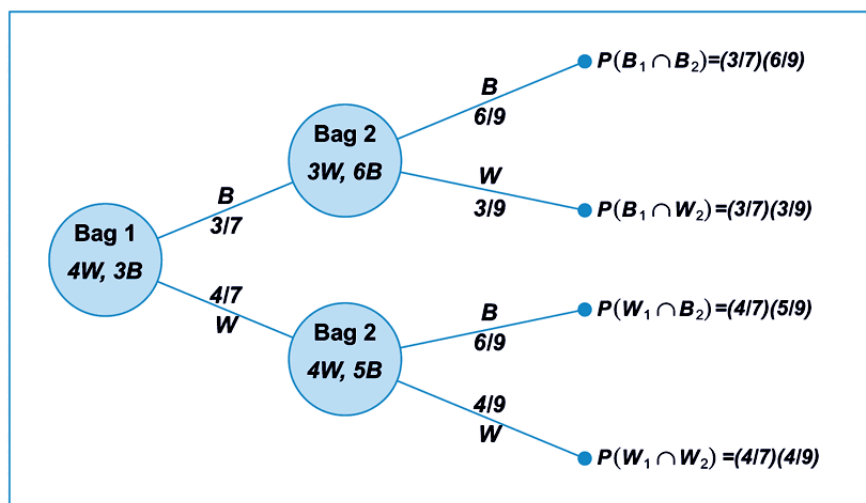 B
6/9
P(B₁ ∩ B₂)=(3/7)(6/9)
Bag 2
3W, 6B
W
3/9
P(B₁ ∩ W₂)=(3/7)(3/9)
B
3/7
Bag 1
4W, 3B
4/7
W
B
6/9
P(W₁ ∩ B₂)=(4/7)(5/9)
Bag 2
4W, 5B
4/9
W
P(W₁ ∩ W₂)=(4/7)(4/9)